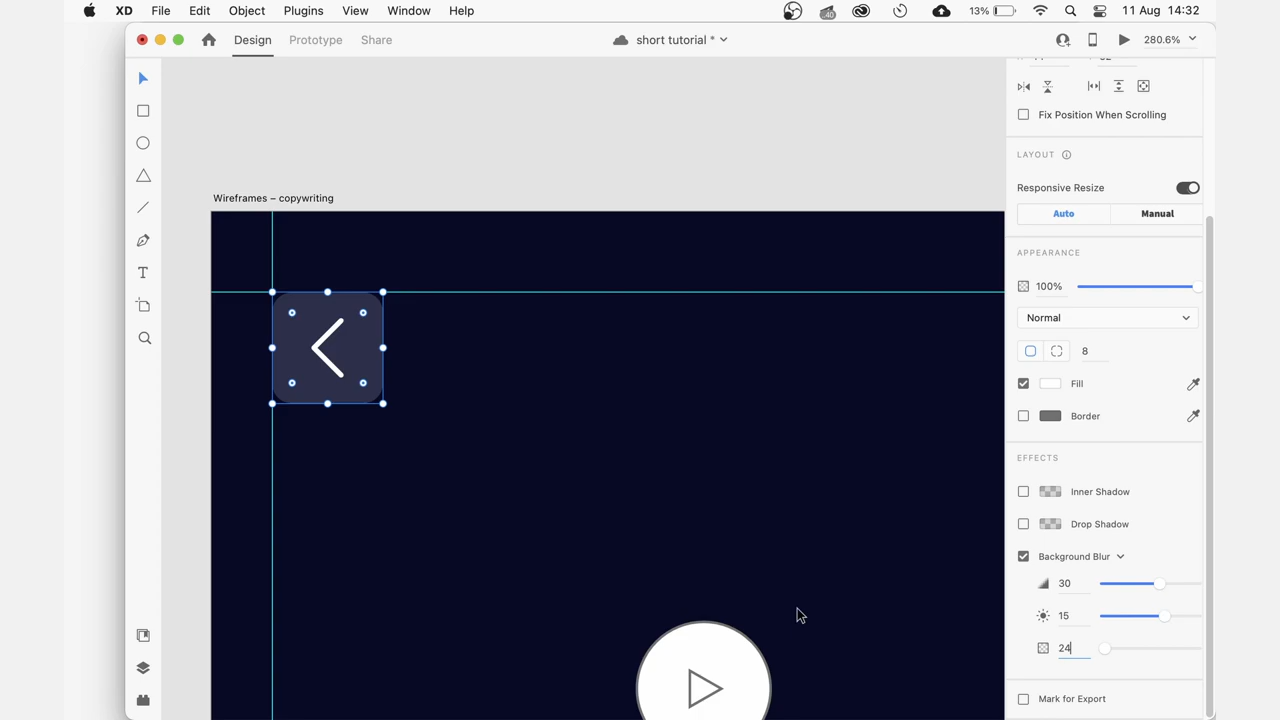 XD File Edit Object Plugins View Window Help 40 13% 11 Aug 14:32
Design Prototype Share short tutorial * 280.6%
Fix Position When Scrolling
LAYOUT
Responsive Resize
Auto Manual
Wireframes – copywriting
APPEARANCE
100%
Normal
8
Fill
Border
EFFECTS
Inner Shadow
Drop Shadow
Background Blur
30
15
24
Mark for Export